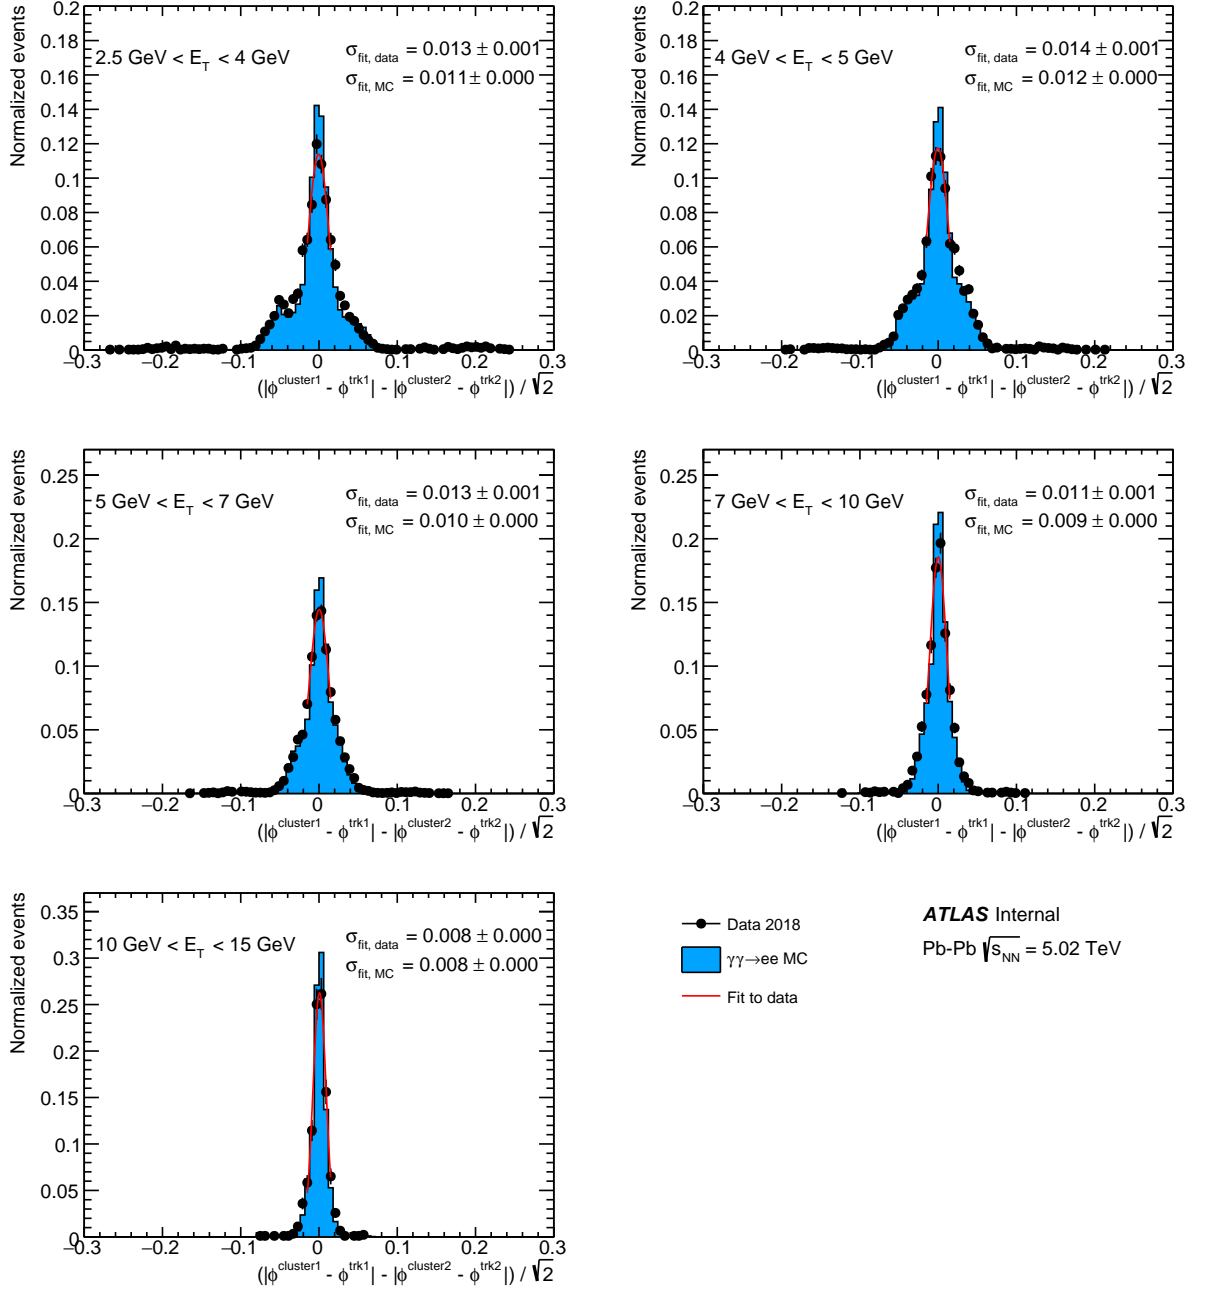 Normalized events
0.2
0.18
0.16
0.14
0.12
0.1
0.08
0.06
0.04
0.02
0
2.5 GeV < E_T < 4 GeV
σ_fit, data = 0.013 ± 0.001
σ_fit, MC = 0.011 ± 0.000
−0.3 −0.2 −0.1 0 0.1 0.2 0.3
(|ϕ^cluster1 - ϕ^trk1| - |ϕ^cluster2 - ϕ^trk2|) / √2
Normalized events
0.2
0.18
0.16
0.14
0.12
0.1
0.08
0.06
0.04
0.02
0
4 GeV < E_T < 5 GeV
σ_fit, data = 0.014 ± 0.001
σ_fit, MC = 0.012 ± 0.000
−0.3 −0.2 −0.1 0 0.1 0.2 0.3
(|ϕ^cluster1 - ϕ^trk1| - |ϕ^cluster2 - ϕ^trk2|) / √2
Normalized events
0.25
0.2
0.15
0.1
0.05
0
5 GeV < E_T < 7 GeV
σ_fit, data = 0.013 ± 0.001
σ_fit, MC = 0.010 ± 0.000
−0.3 −0.2 −0.1 0 0.1 0.2 0.3
(|ϕ^cluster1 - ϕ^trk1| - |ϕ^cluster2 - ϕ^trk2|) / √2
Normalized events
0.25
0.2
0.15
0.1
0.05
0
7 GeV < E_T < 10 GeV
σ_fit, data = 0.011 ± 0.001
σ_fit, MC = 0.009 ± 0.000
−0.3 −0.2 −0.1 0 0.1 0.2 0.3
(|ϕ^cluster1 - ϕ^trk1| - |ϕ^cluster2 - ϕ^trk2|) / √2
Normalized events
0.35
0.3
0.25
0.2
0.15
0.1
0.05
0
10 GeV < E_T < 15 GeV
σ_fit, data = 0.008 ± 0.000
σ_fit, MC = 0.008 ± 0.000
−0.3 −0.2 −0.1 0 0.1 0.2 0.3
(|ϕ^cluster1 - ϕ^trk1| - |ϕ^cluster2 - ϕ^trk2|) / √2
Data 2018
γγ→ee MC
Fit to data
ATLAS Internal
Pb-Pb √s_NN = 5.02 TeV